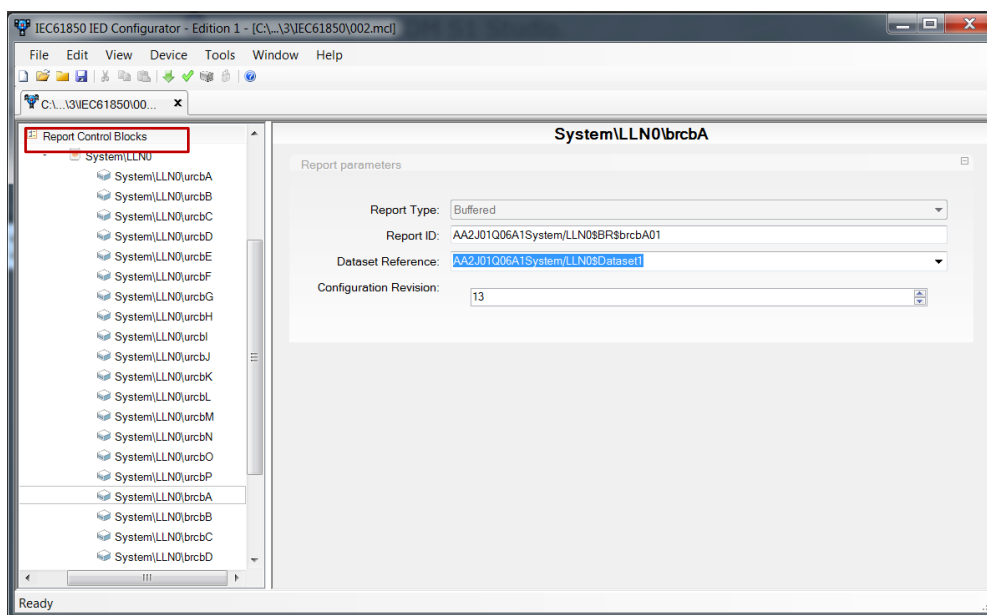 IEC61850 IED Configurator - Edition 1 - [C:\...\3\IEC61850\002.mcl]
File Edit View Device Tools Window Help
C:\...\3\IEC61850\00... x
Report Control Blocks
System\LLN0
System\LLN0\urcbA
System\LLN0\urcbB
System\LLN0\urcbC
System\LLN0\urcbD
System\LLN0\urcbE
System\LLN0\urcbF
System\LLN0\urcbG
System\LLN0\urcbH
System\LLN0\urcbI
System\LLN0\urcbJ
System\LLN0\urcbK
System\LLN0\urcbL
System\LLN0\urcbM
System\LLN0\urcbN
System\LLN0\urcbO
System\LLN0\urcbP
System\LLN0\brcbA
System\LLN0\brcbB
System\LLN0\brcbC
System\LLN0\brcbD
System\LLN0\brcbA
Report parameters
Report Type: Buffered
Report ID: AA2J01Q06A1System/LLN0$BR$brcbA01
Dataset Reference: AA2J01Q06A1System/LLN0$Dataset1
Configuration Revision: 13
Ready